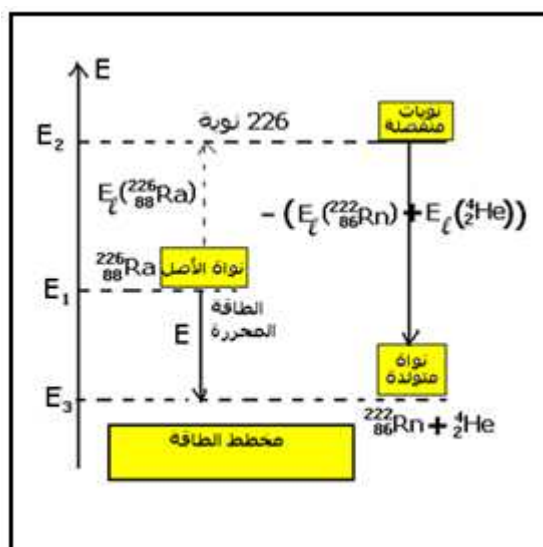 E
نويات
منفصلة
226 نوية
E₂
E_ℓ(²²⁶₈₈Ra)
- (E_ℓ(²²²₈₆Rn) + E_ℓ(⁴₂He))
²²⁶₈₈Ra
نواة الأصل
E₁
الطاقة
المحررة
E
نواة
متولدة
E₃
²²²₈₆Rn + ⁴₂He
مخطط الطاقة